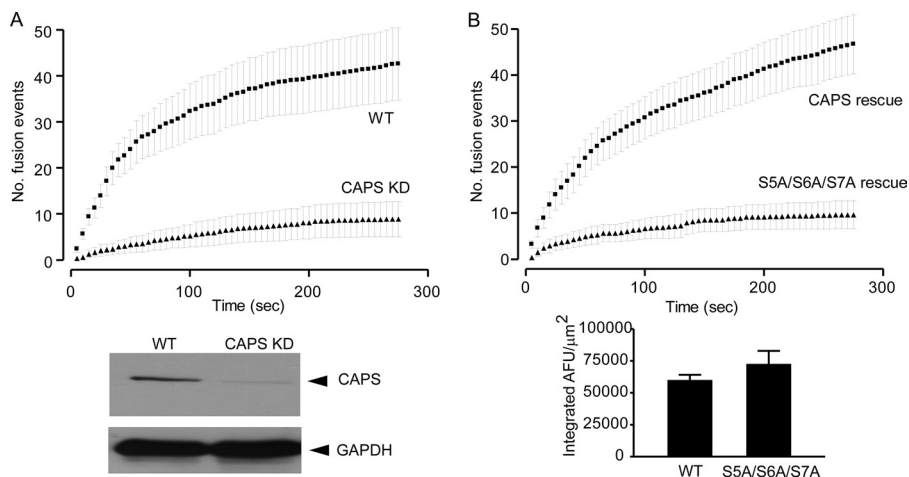 A
No. fusion events
50
40
30
20
10
0
WT
CAPS KD
0
100
200
300
Time (sec)
WT
CAPS KD
CAPS
GAPDH
B
No. fusion events
50
40
30
20
10
0
CAPS rescue
S5A/S6A/S7A rescue
0
100
200
300
Time (sec)
Integrated AFU/µm²
100000
75000
50000
25000
0
WT
S5A/S6A/S7A